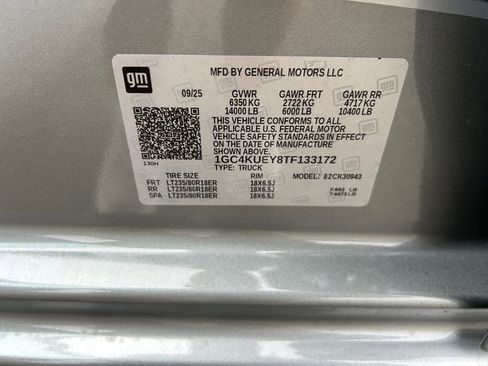 gm
MFD BY GENERAL MOTORS LLC
09/25 GVWR GAWR FRT GAWR RR
6350 KG 2722 KG 4717 KG
14000 LB 6000 LB 10400 LB
THIS VEHICLE CONFORMS TO ALL
APPLICABLE U.S. FEDERAL MOTOR
VEHICLE SAFETY STANDARDS IN EFFECT
ON THE DATE OF MANUFACTURE SHOWN ABOVE.
1GC4KUEY8TF133172
TYPE: TRUCK
130H
TIRE SIZE RIM MODEL: 82CK30943
FRT LT235/80R18ER 18X6.5J
RR LT235/80R18ER 18X6.5J
SPA LT235/80R18ER 18X6.5J